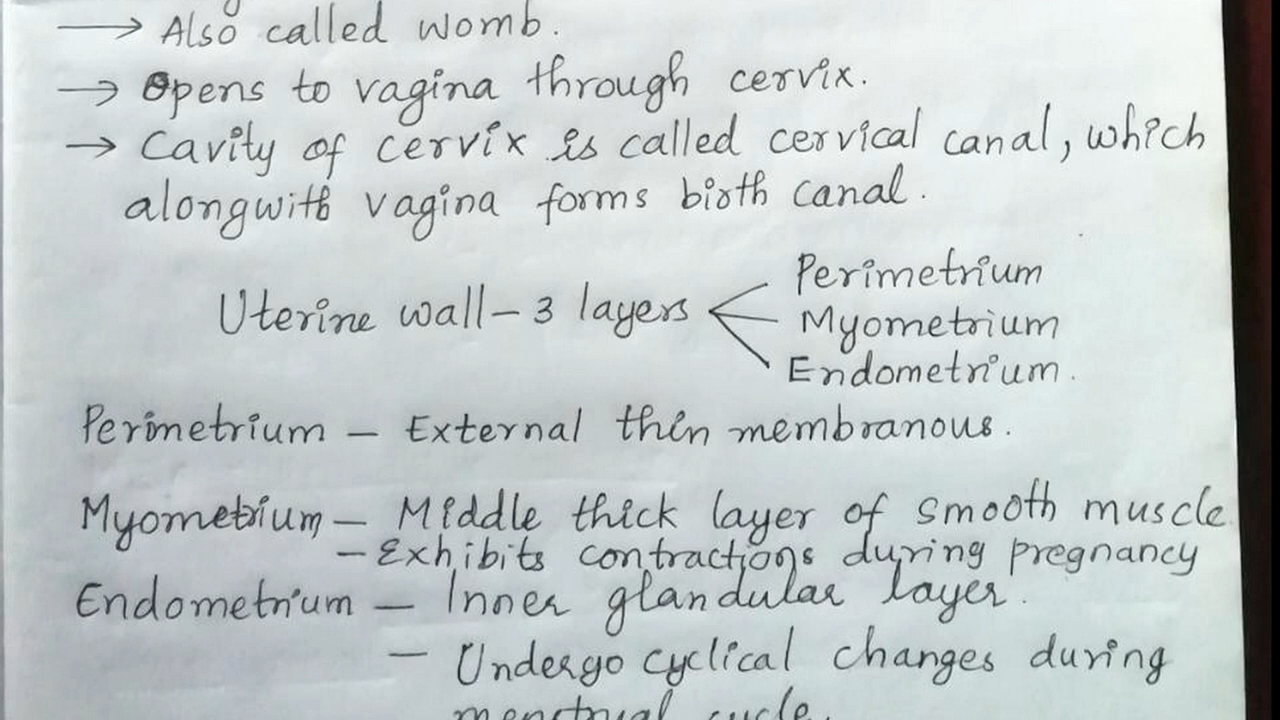 → Also called womb.
→ Opens to vagina through cervix.
→ Cavity of cervix is called cervical canal, which
alongwith vagina forms birth canal.
Uterine wall - 3 layers
Perimetrium
Myometrium
Endometrium.
Perimetrium - External thin membranous.
Myometrium - Middle thick layer of smooth muscle
- Exhibits contractions during pregnancy
Endometrium - Inner glandular layer.
- Undergo cyclical changes during
menstrual cycle.